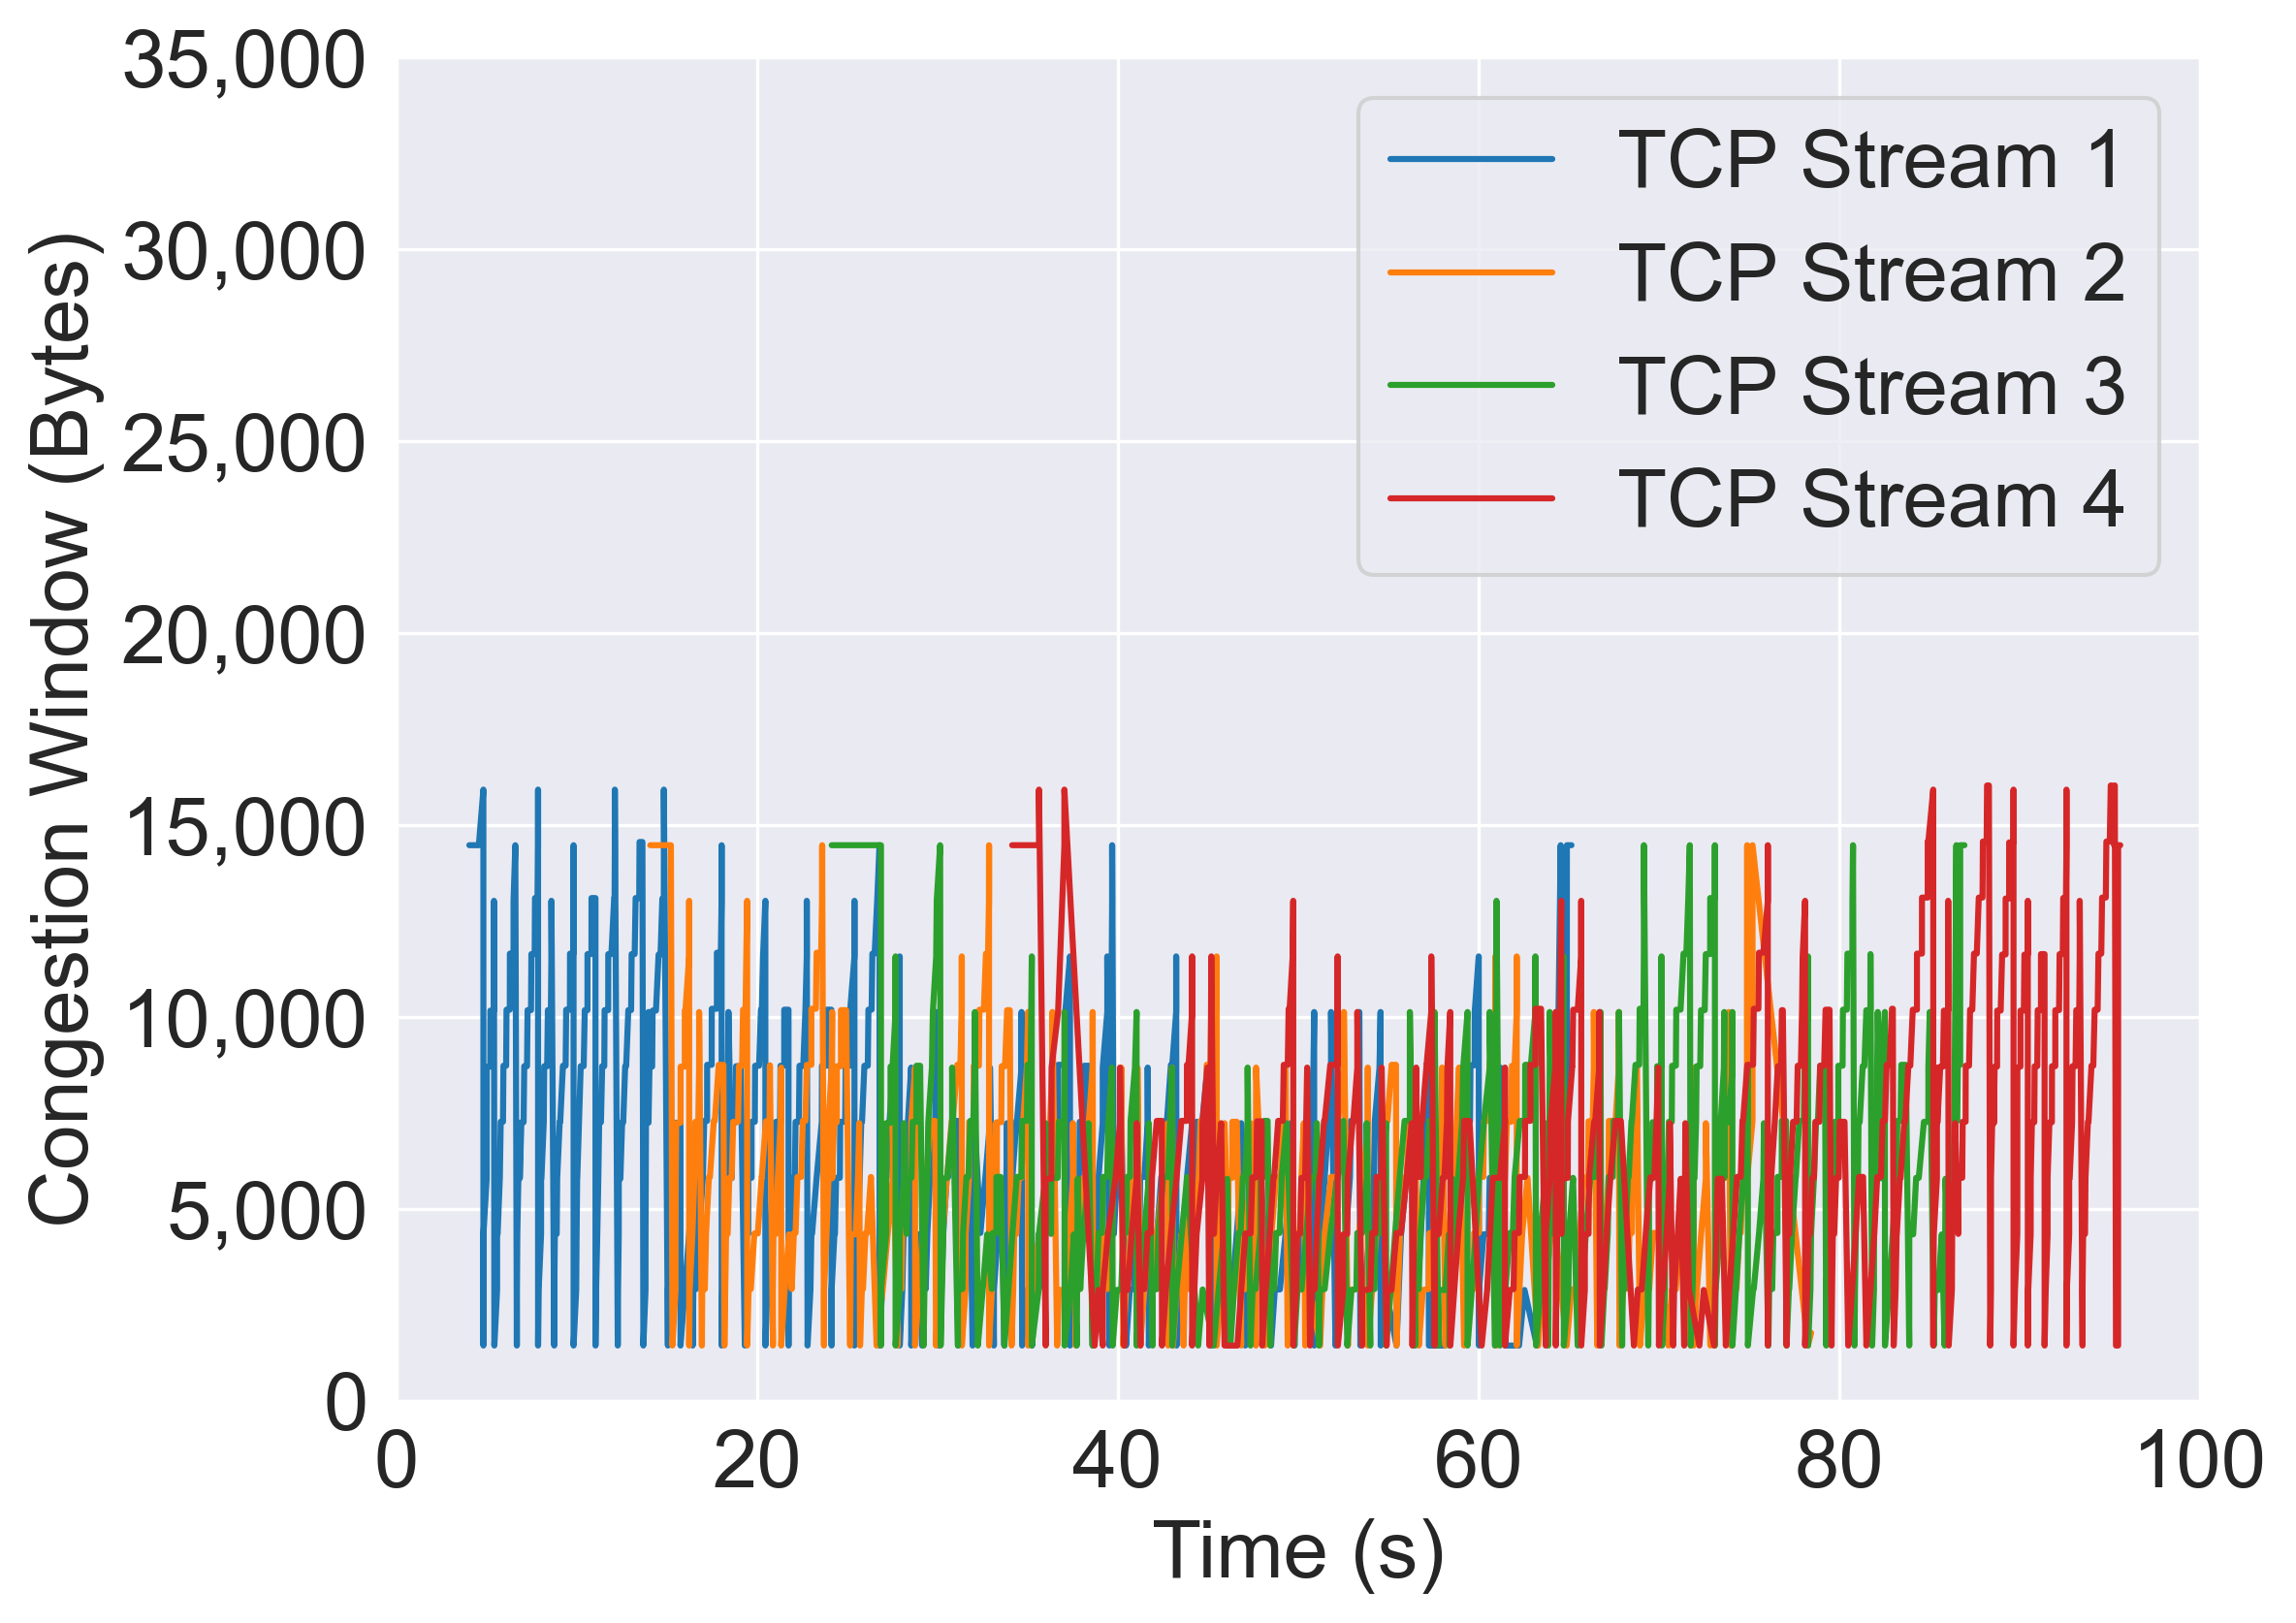 35,000
30,000
25,000
20,000
15,000
10,000
5,000
0
Congestion Window (Bytes)
TCP Stream 1
TCP Stream 2
TCP Stream 3
TCP Stream 4
0 20 40 60 80 100
Time (s)